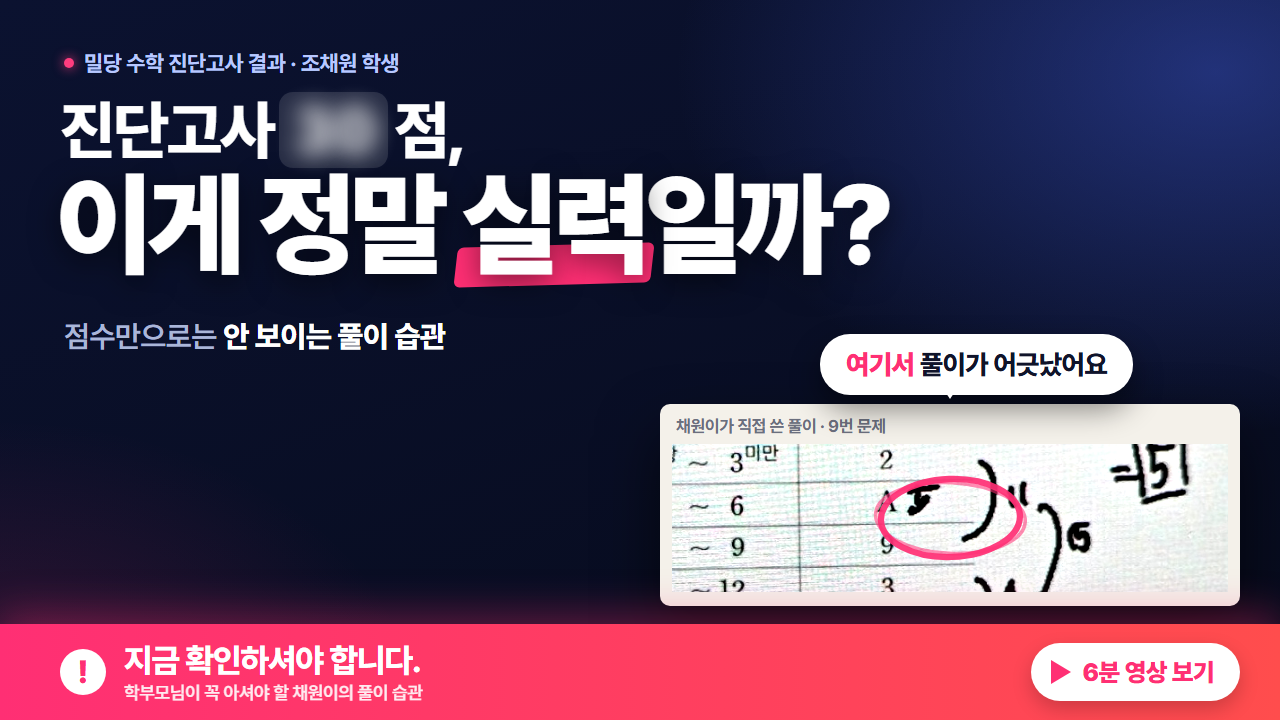 밀당 수학 진단고사 결과 · 조채원 학생
진단고사 점,
이게 정말 실력일까?
점수만으로는 안 보이는 풀이 습관
여기서 풀이가 어긋났어요
채원이가 직접 쓴 풀이 · 9번 문제
~ 3미만 2
~ 6 A 5
~ 9 9
~ 12 3
=5
지금 확인하셔야 합니다.
학부모님이 꼭 아셔야 할 채원이의 풀이 습관
6분 영상 보기